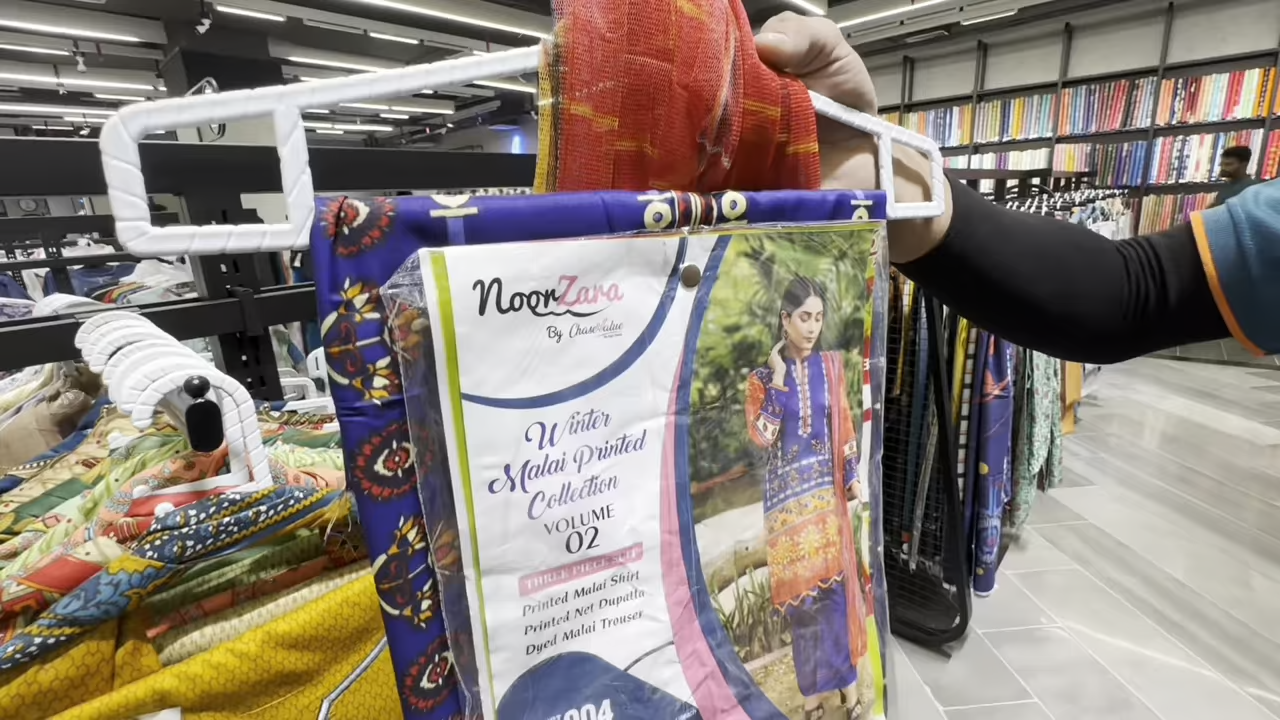 NoorZara
By ChaseValue
Winter
Malai Printed
Collection
VOLUME
02
THREE PIECE SUIT
Printed Malai Shirt
Printed Net Dupatta
Dyed Malai Trouser
004